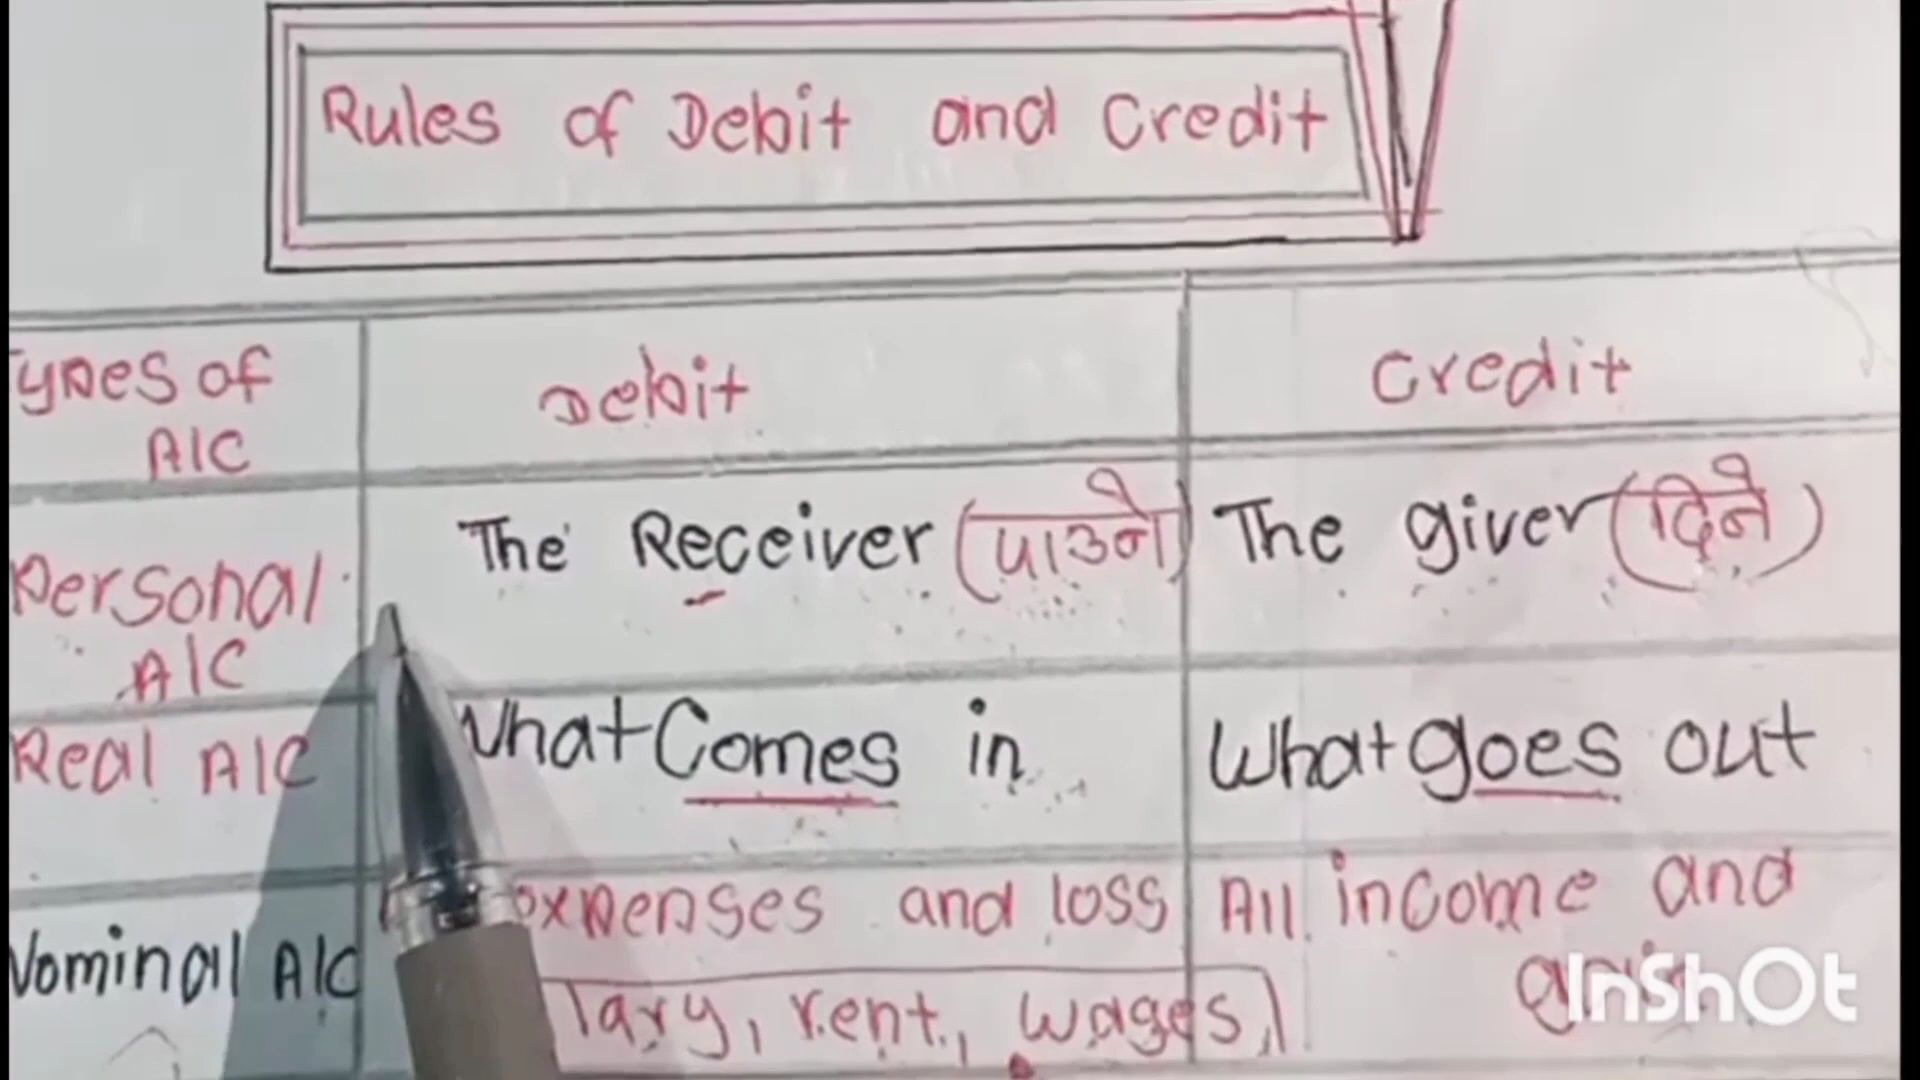 Rules of Debit and Credit
Types of A/C
Debit
Credit
Personal A/C
The Receiver (पाउने)
The giver (दिने)
Real A/C
What Comes in
What goes out
Nominal A/C
expenses and loss
rent, wages,
All income and
InShOt